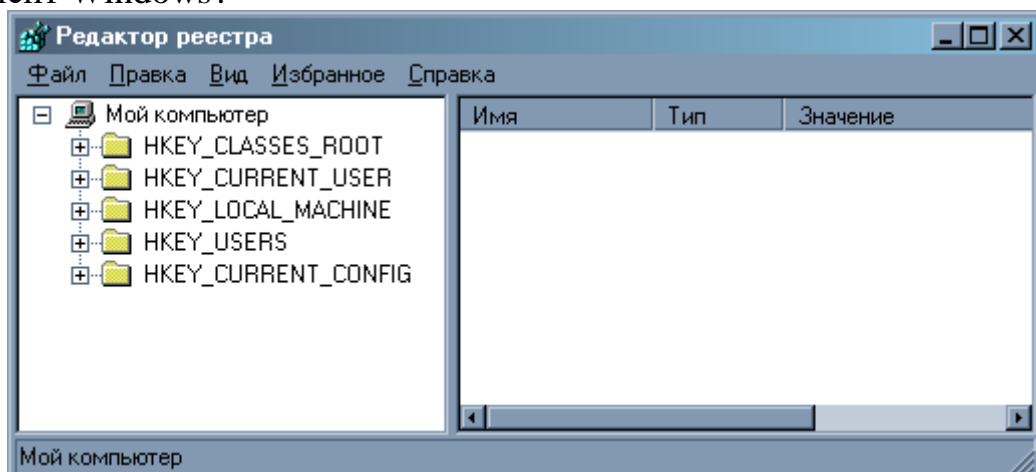 Windows?
Редактор реестра
Файл Правка Вид Избранное Справка
Мой компьютер
HKEY_CLASSES_ROOT
HKEY_CURRENT_USER
HKEY_LOCAL_MACHINE
HKEY_USERS
HKEY_CURRENT_CONFIG
Имя Тип Значение
Мой компьютер